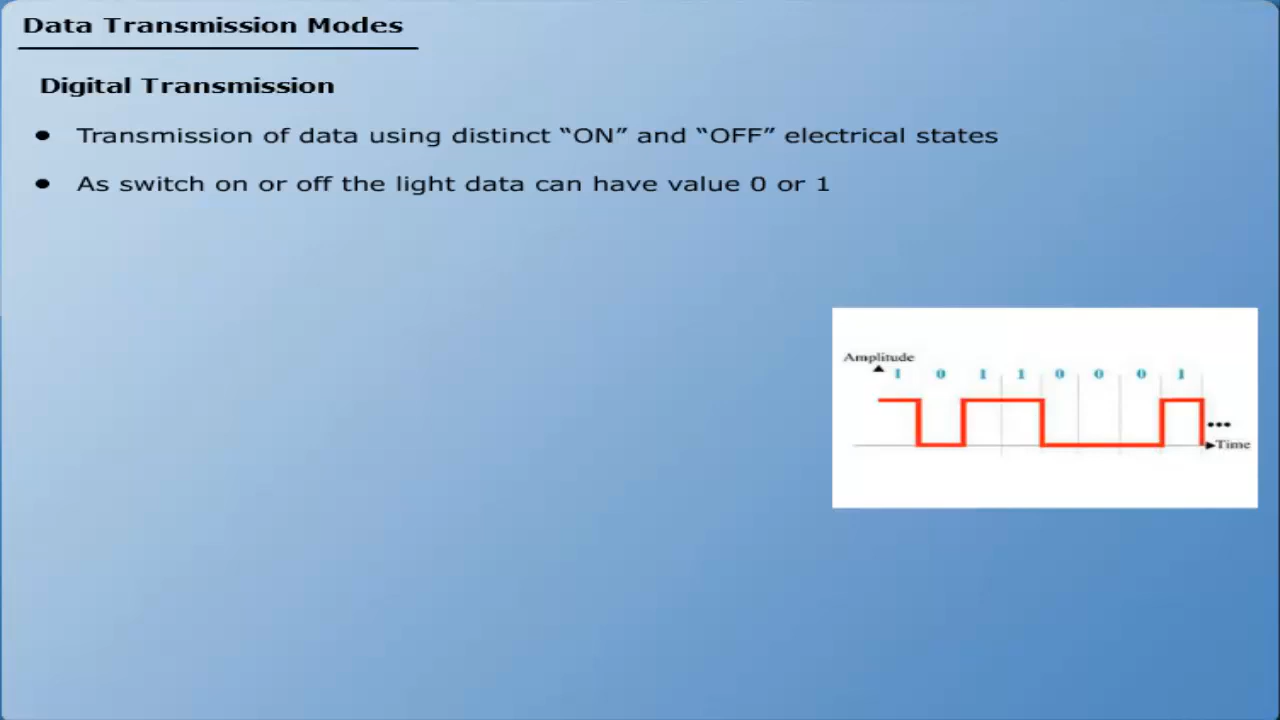 Data Transmission Modes
Digital Transmission
● Transmission of data using distinct “ON” and “OFF” electrical states
● As switch on or off the light data can have value 0 or 1
Amplitude
1 0 1 1 0 0 0 1
•••
Time